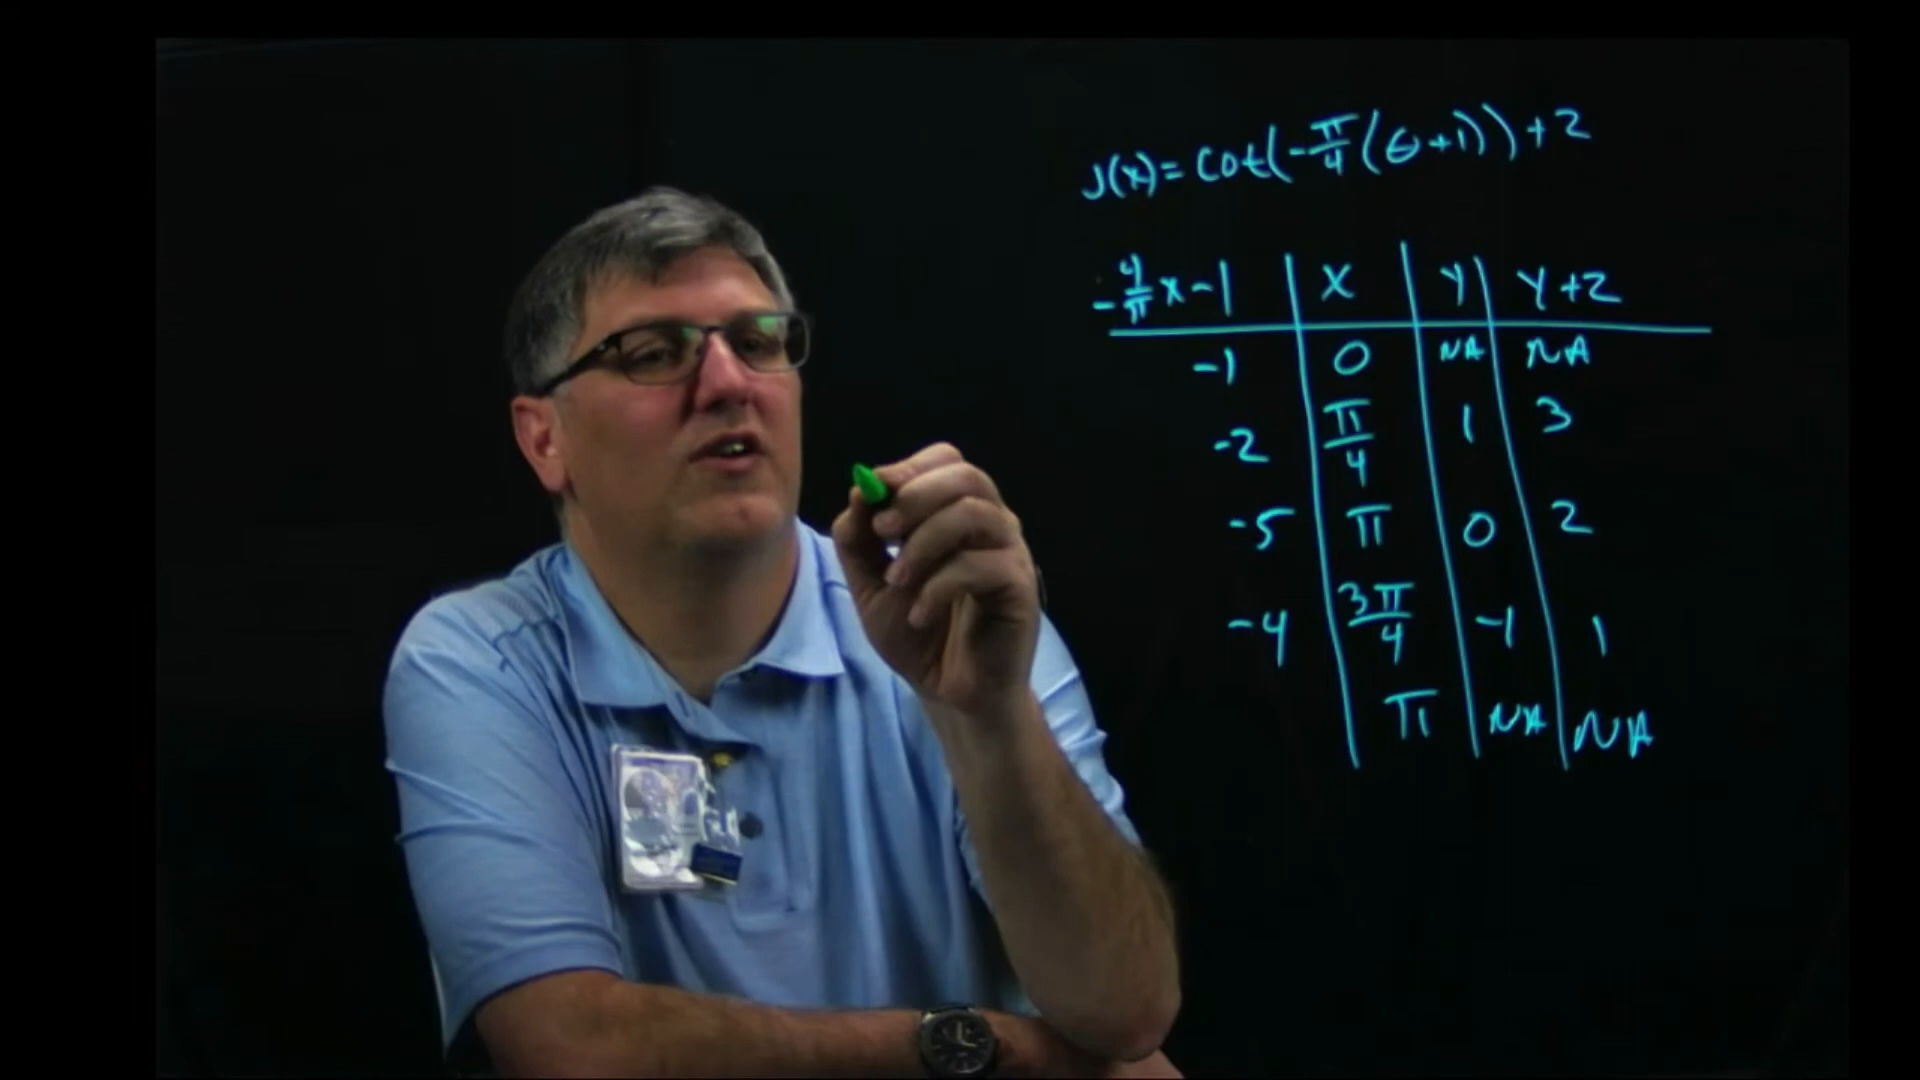 J(x)=cot(-π/4(θ+1))+2
-4/π x-1 | x | y | y+2
-1 | 0 | NA | NA
-2 | π/4 | 1 | 3
-5 | π | 0 | 2
-4 | 3π/4 | -1 | 1
π | NA | NA